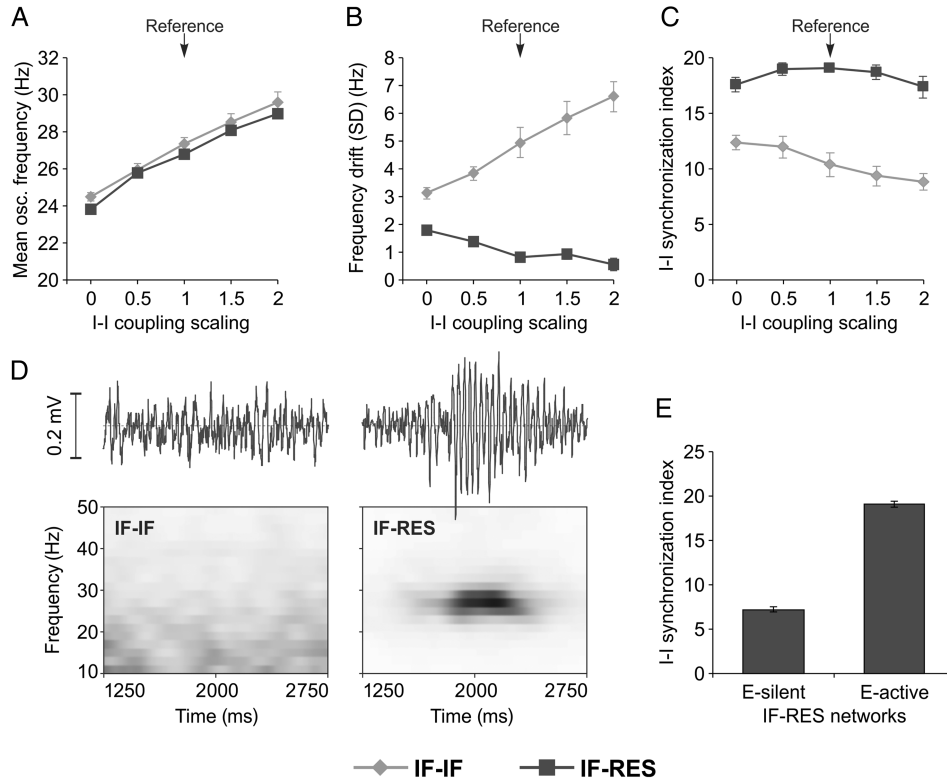 A
Reference
Mean osc. frequency (Hz)
32
30
28
26
24
22
20
0 0.5 1 1.5 2
I-I coupling scaling
B
Reference
Frequency drift (SD) (Hz)
8
7
6
5
4
3
2
1
0
0 0.5 1 1.5 2
I-I coupling scaling
C
Reference
I-I synchronization index
20
15
10
5
0
0 0.5 1 1.5 2
I-I coupling scaling
D
0.2 mV
Frequency (Hz)
50
40
30
20
10
IF-IF
1250 2000 2750
Time (ms)
IF-RES
1250 2000 2750
Time (ms)
E
I-I synchronization index
25
20
15
10
5
0
E-silent E-active
IF-RES networks
IF-IF IF-RES